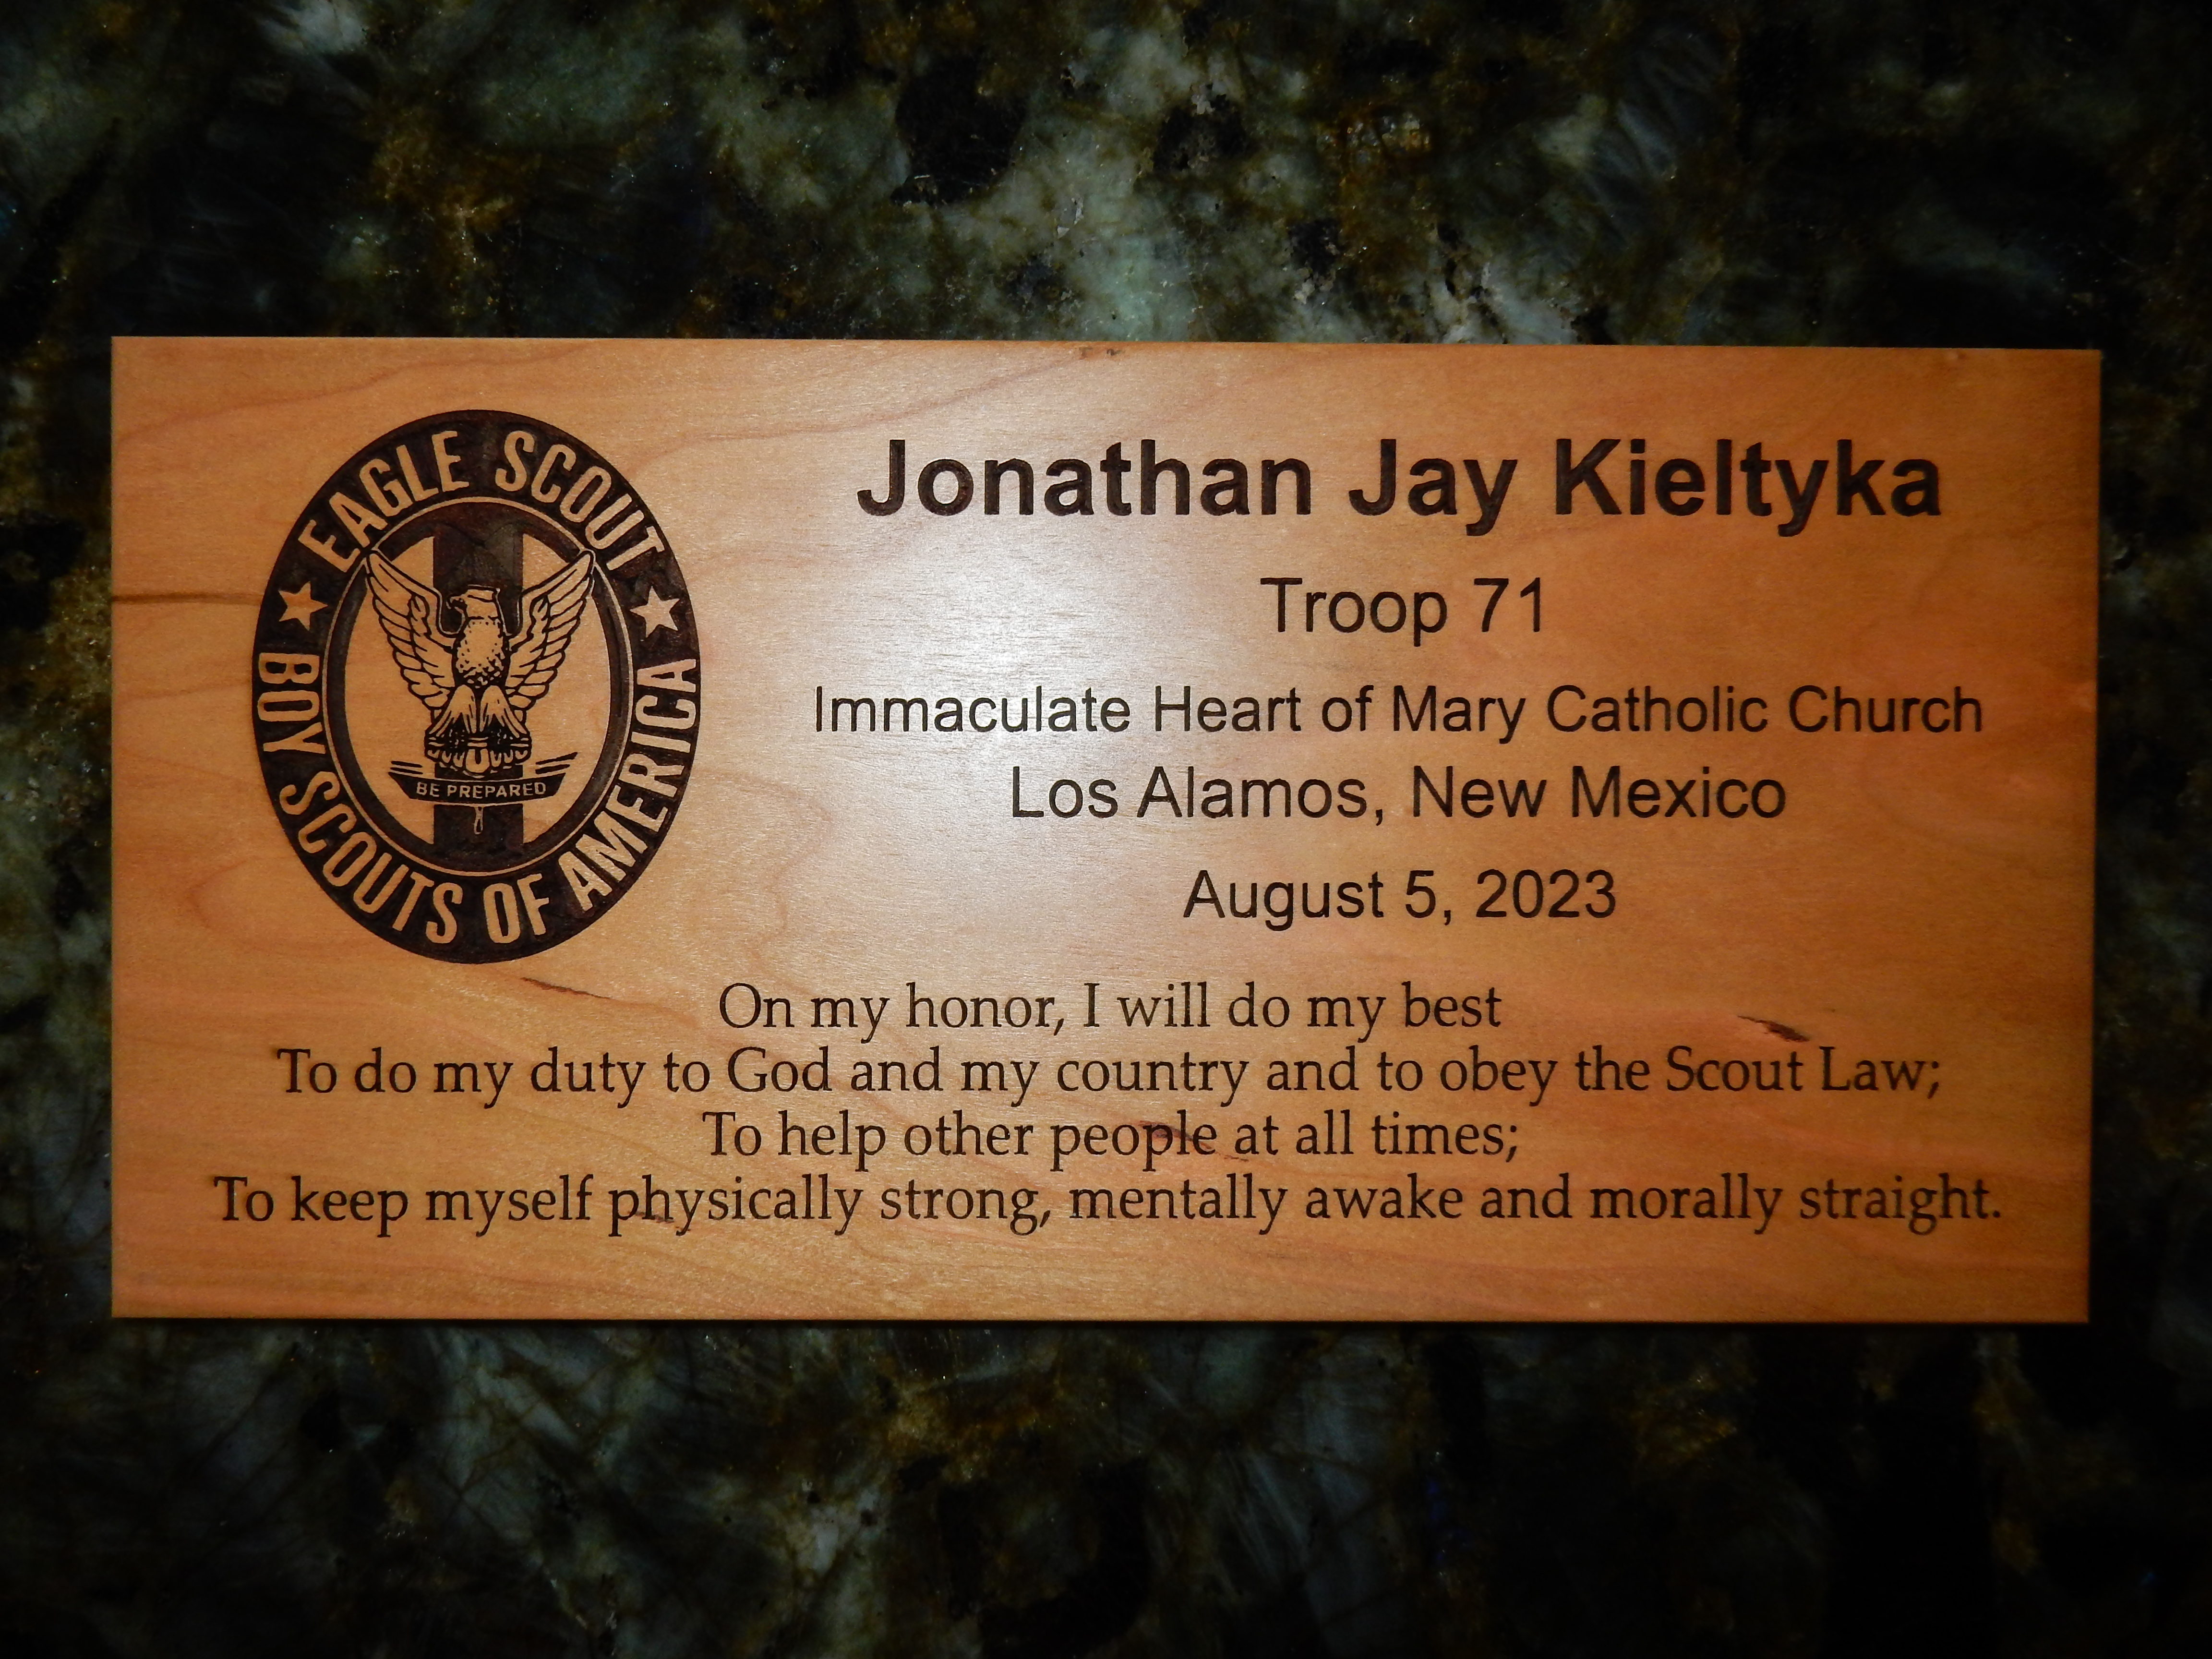 EAGLE SCOUT
BOY SCOUTS OF AMERICA
BE PREPARED
Jonathan Jay Kieltyka
Troop 71
Immaculate Heart of Mary Catholic Church
Los Alamos, New Mexico
August 5, 2023
On my honor, I will do my best
To do my duty to God and my country and to obey the Scout Law;
To help other people at all times;
To keep myself physically strong, mentally awake and morally straight.